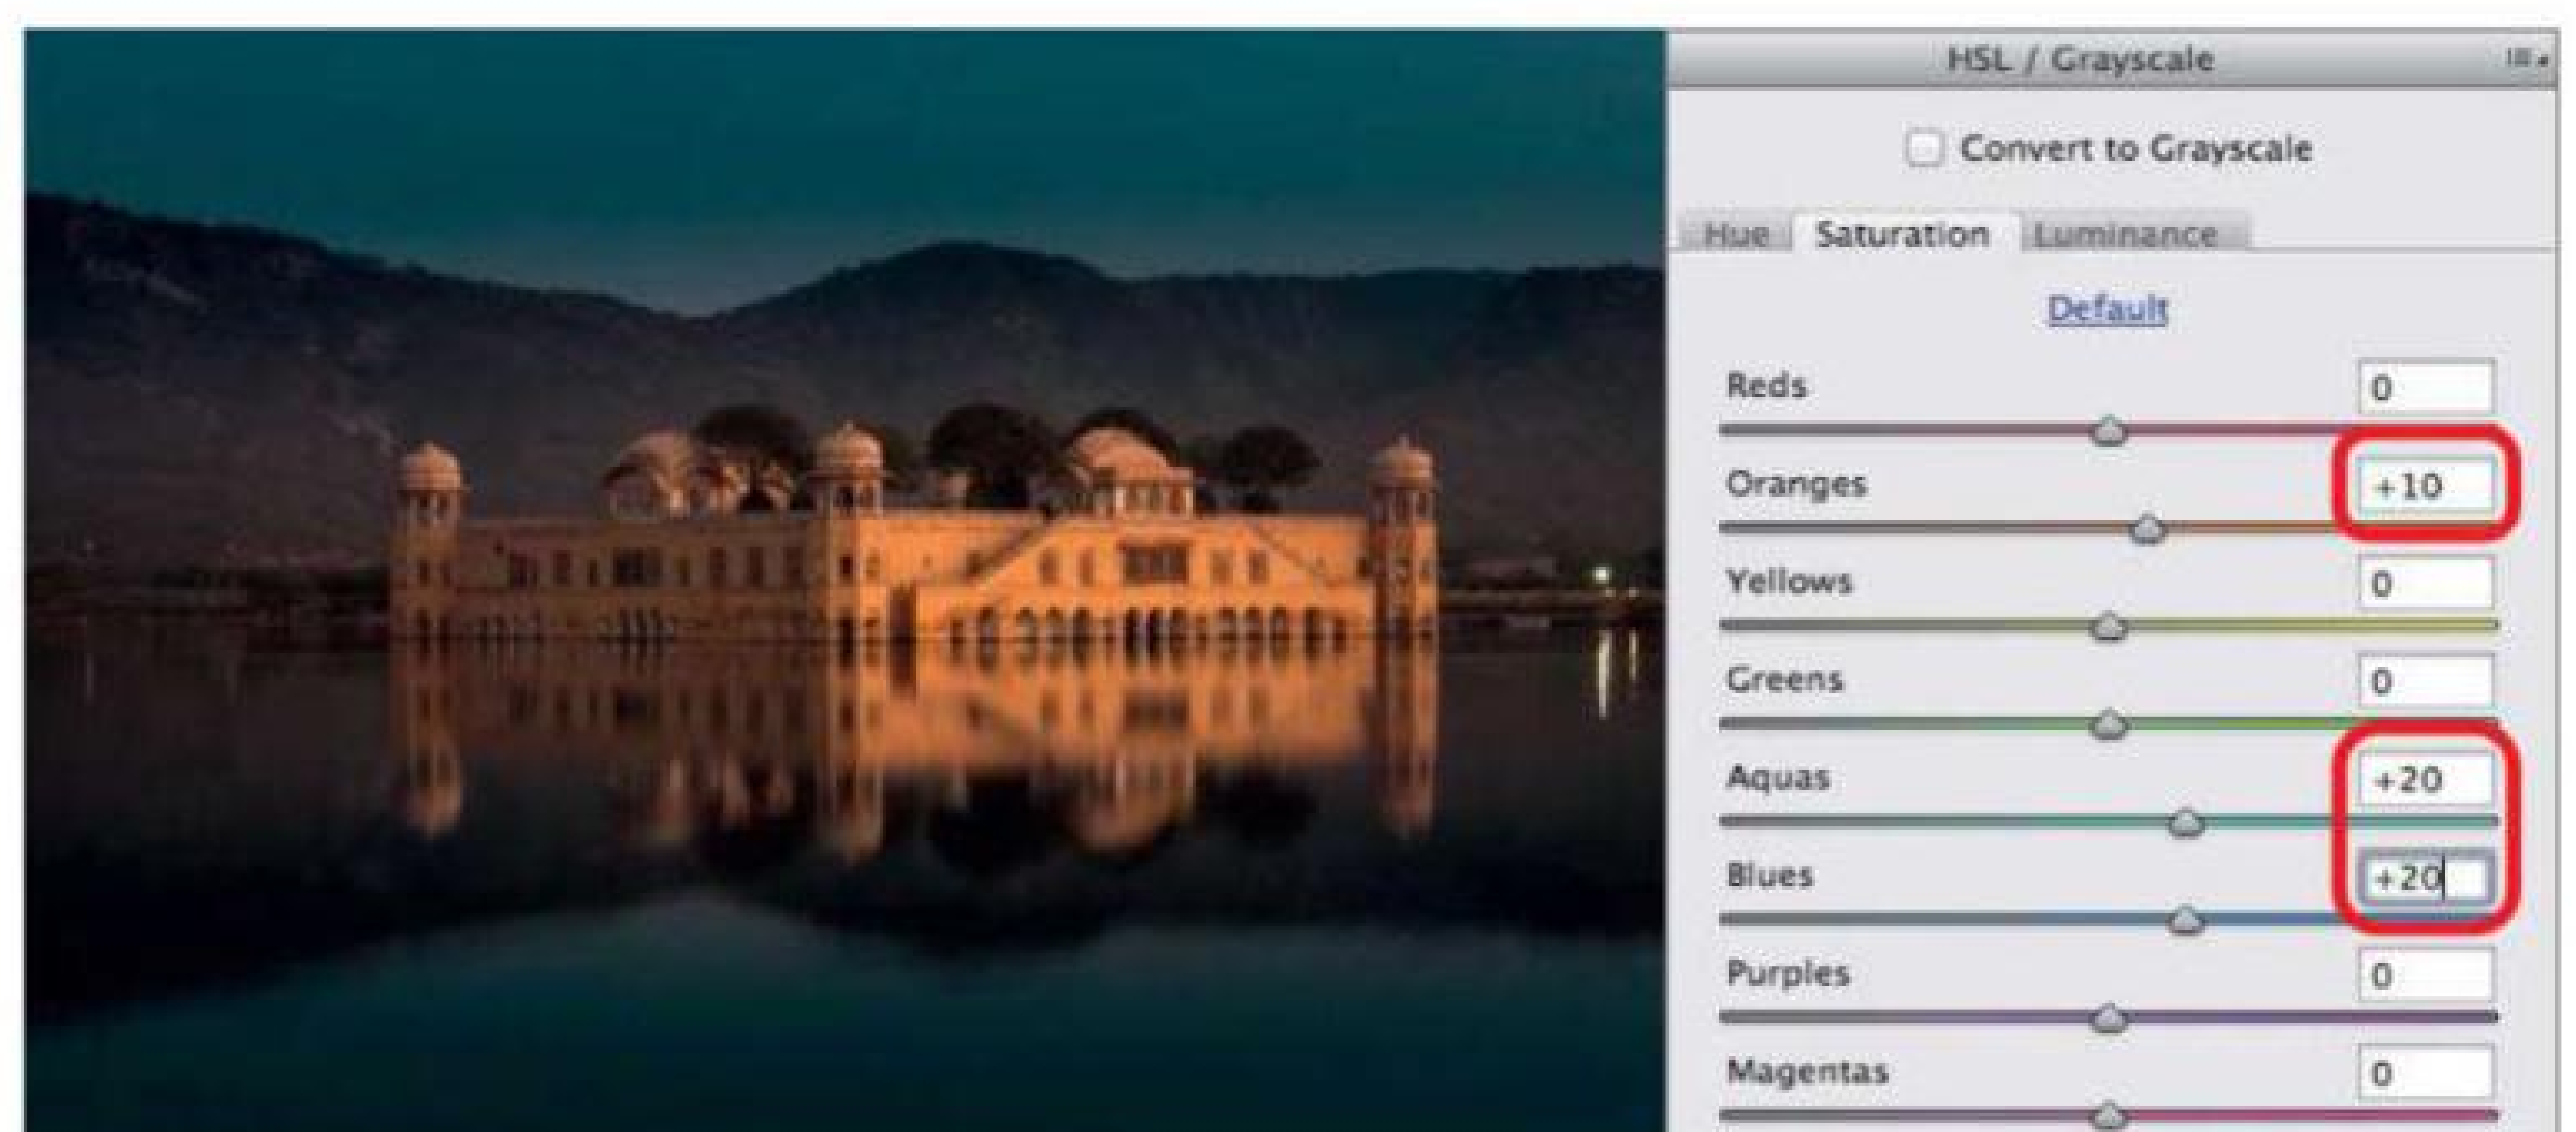 HSL / Grayscale
Convert to Grayscale
Hue Saturation Luminance
Default
Reds 0
Oranges +10
Yellows 0
Greens 0
Aquas +20
Blues +20
Purples 0
Magentas 0